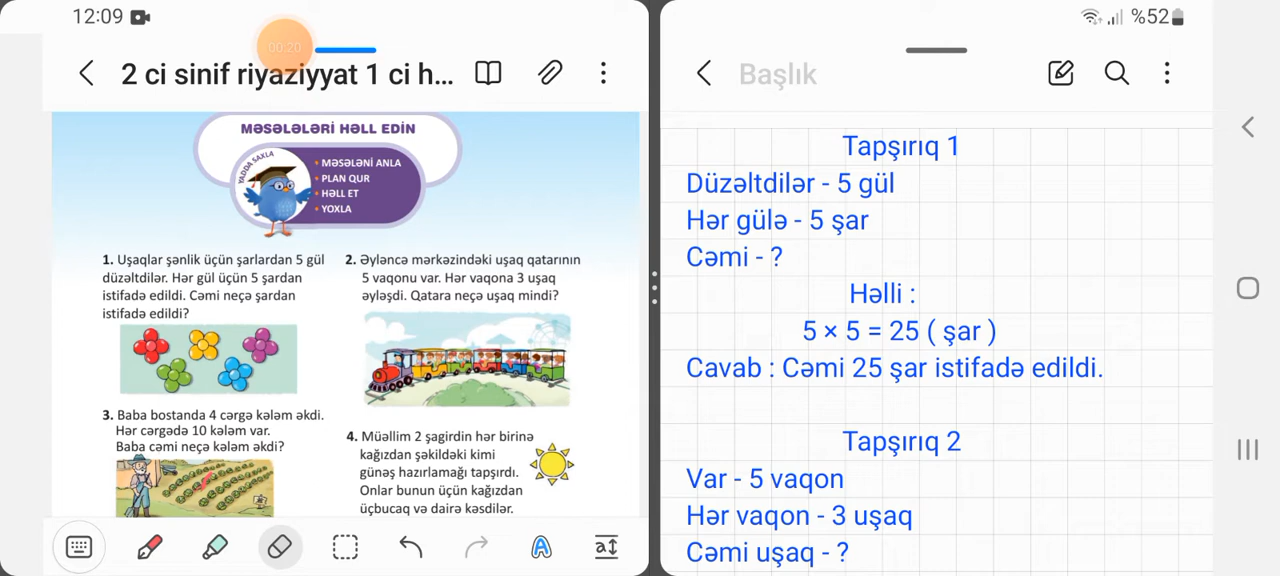 12:09
00:20
2 ci sinif riyaziyyat 1 ci h...
MƏSƏLƏLƏRİ HƏLL EDİN
YADDA SAXLA
• MƏSƏLƏNİ ANLA
• PLAN QUR
• HƏLL ET
• YOXLA
1. Uşaqlar şənlik üçün şarlardan 5 gül
düzəltdilər. Hər gül üçün 5 şardan
istifadə edildi. Cəmi neçə şardan
istifadə edildi?
2. Əyləncə mərkəzindəki uşaq qatarının
5 vaqonu var. Hər vaqona 3 uşaq
əyləşdi. Qatara neçə uşaq mindi?
3. Baba bostanda 4 cərgə kələm əkdi.
Hər cərgədə 10 kələm var.
Baba cəmi neçə kələm əkdi?
4. Müəllim 2 şagirdin hər birinə
kağızdan şəkildəki kimi
günəş hazırlamağı tapşırdı.
Onlar bunun üçün kağızdan
üçbucaq və dairə kəsdilər.
%52
Başlık
Tapşırıq 1
Düzəltdilər - 5 gül
Hər gülə - 5 şar
Cəmi - ?
Həlli :
5 × 5 = 25 ( şar )
Cavab : Cəmi 25 şar istifadə edildi.
Tapşırıq 2
Var - 5 vaqon
Hər vaqon - 3 uşaq
Cəmi uşaq - ?